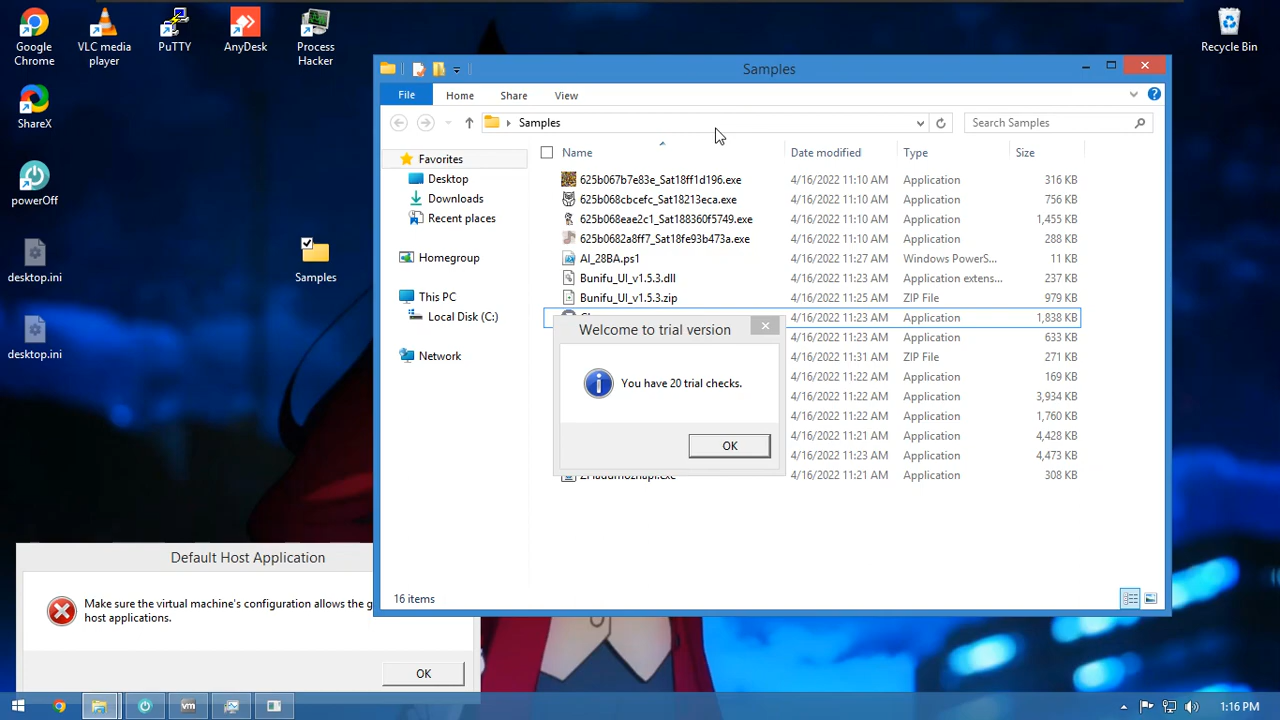 Google
Chrome
VLC media
player
PuTTY
AnyDesk
Process
Hacker
Recycle Bin
ShareX
powerOff
desktop.ini
Samples
desktop.ini
Samples
File
Home
Share
View
Samples
Search Samples
Favorites
Desktop
Downloads
Recent places
Homegroup
This PC
Local Disk (C:)
Network
Name Date modified Type Size
625b067b7e83e_Sat18ff1d196.exe 4/16/2022 11:10 AM Application 316 KB
625b068cbcefc_Sat18213eca.exe 4/16/2022 11:10 AM Application 756 KB
625b068eae2c1_Sat188360f5749.exe 4/16/2022 11:10 AM Application 1,455 KB
625b0682a8ff7_Sat18fe93b473a.exe 4/16/2022 11:10 AM Application 288 KB
AI_28BA.ps1 4/16/2022 11:27 AM Windows PowerS... 11 KB
Bunifu_UI_v1.5.3.dll 4/16/2022 11:25 AM Application extens... 240 KB
Bunifu_UI_v1.5.3.zip 4/16/2022 11:25 AM ZIP File 979 KB
4/16/2022 11:23 AM Application 1,838 KB
4/16/2022 11:23 AM Application 633 KB
4/16/2022 11:31 AM ZIP File 271 KB
4/16/2022 11:22 AM Application 169 KB
4/16/2022 11:22 AM Application 3,934 KB
4/16/2022 11:22 AM Application 1,760 KB
4/16/2022 11:21 AM Application 4,428 KB
4/16/2022 11:23 AM Application 4,473 KB
4/16/2022 11:21 AM Application 308 KB
16 items
Welcome to trial version
You have 20 trial checks.
OK
Default Host Application
Make sure the virtual machine's configuration allows the g
host applications.
OK
vm
1:16 PM